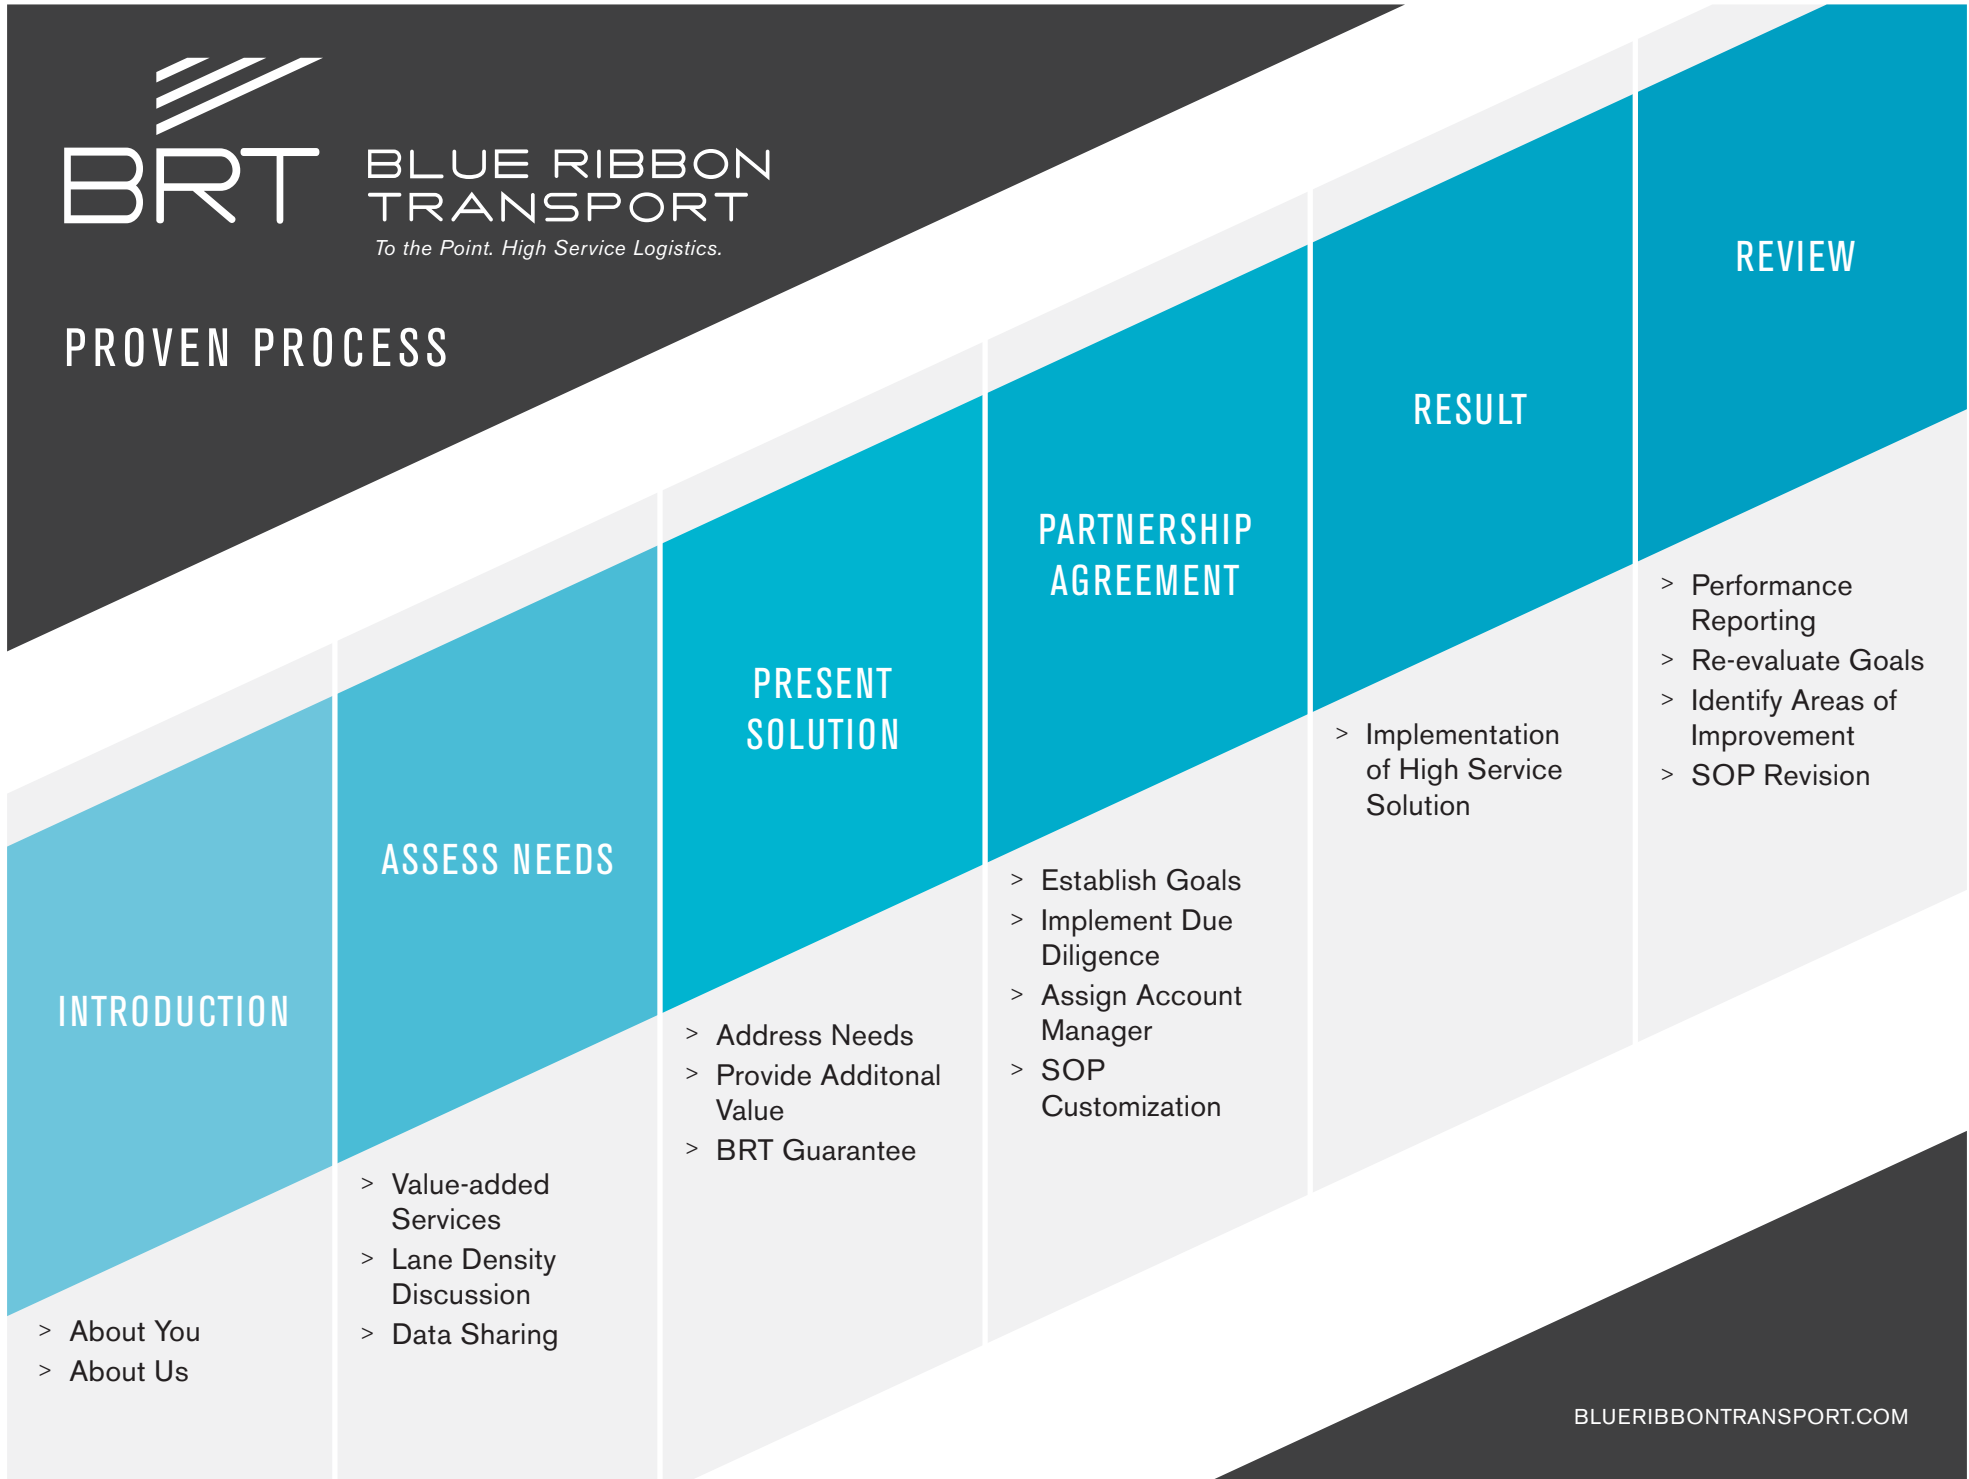 BRT
BLUE RIBBON
TRANSPORT
To the Point. High Service Logistics.
PROVEN PROCESS
INTRODUCTION
> About You
> About Us
ASSESS NEEDS
> Value-added
Services
> Lane Density
Discussion
> Data Sharing
PRESENT
SOLUTION
> Address Needs
> Provide Additonal
Value
> BRT Guarantee
PARTNERSHIP
AGREEMENT
> Establish Goals
> Implement Due
Diligence
> Assign Account
Manager
> SOP
Customization
RESULT
> Implementation
of High Service
Solution
REVIEW
> Performance
Reporting
> Re-evaluate Goals
> Identify Areas of
Improvement
> SOP Revision
BLUERIBBONTRANSPORT.COM